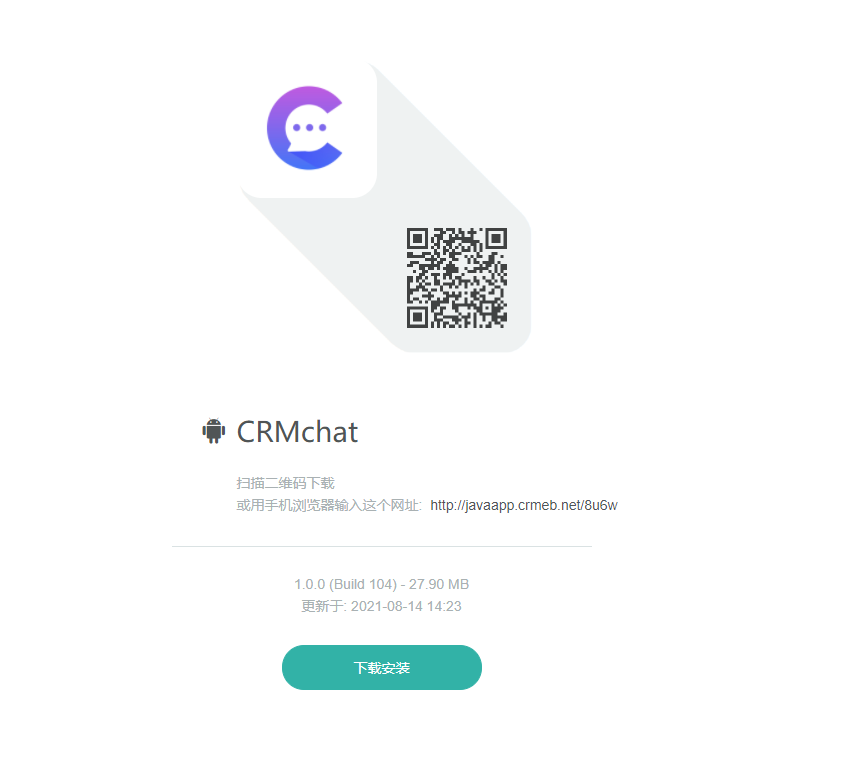 CRMchat
扫描二维码下载
或用手机浏览器输入这个网址: http://javaapp.crmeb.net/8u6w
1.0.0 (Build 104) - 27.90 MB
更新于: 2021-08-14 14:23
下载安装